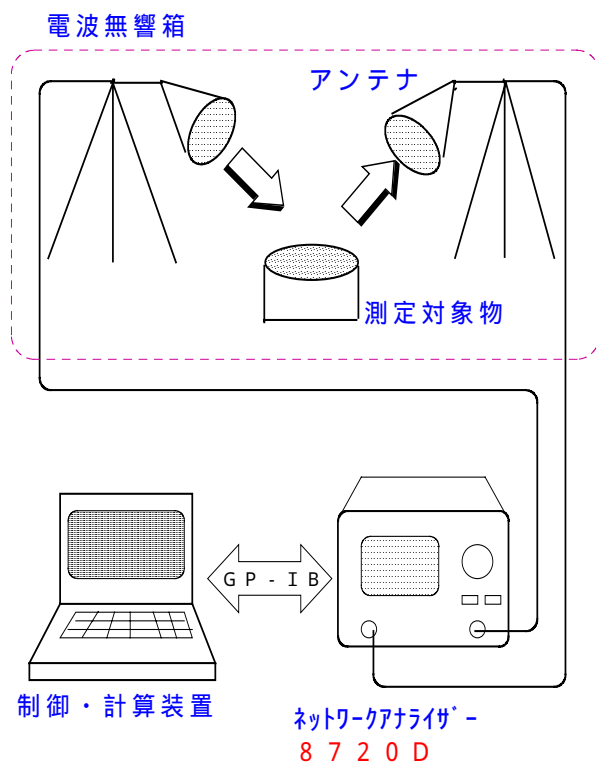 電波無響箱
アンテナ
測定対象物
GP-IB
制御・計算装置
ﾈｯﾄﾜｰｸｱﾅﾗｲｻﾞｰ
8720D